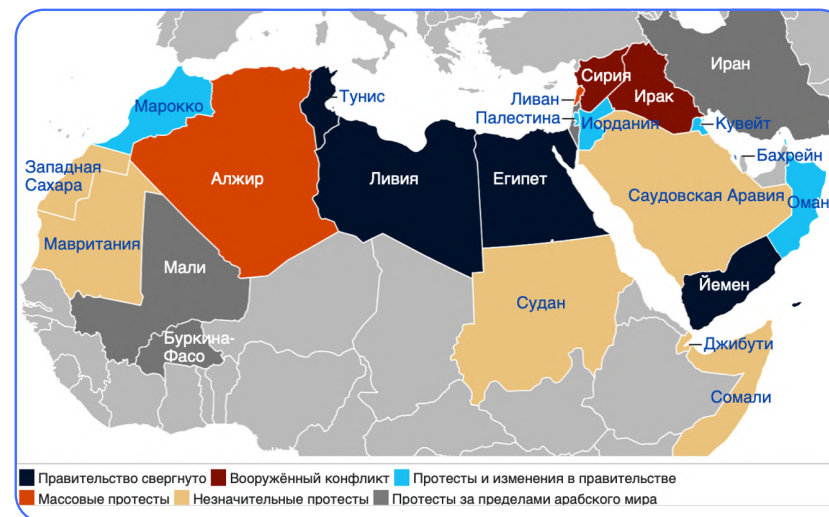 Иран
Сирия
Тунис
Ливан
Ирак
Марокко
Палестина
Иордания
Кувейт
Бахрейн
Западная
Сахара
Алжир
Ливия
Египет
Саудовская Аравия
Оман
Мавритания
Мали
Йемен
Судан
Буркина-
Фасо
Джибути
Сомали
Правительство свергнуто Вооружённый конфликт Протесты и изменения в правительстве
Массовые протесты Незначительные протесты Протесты за пределами арабского мира